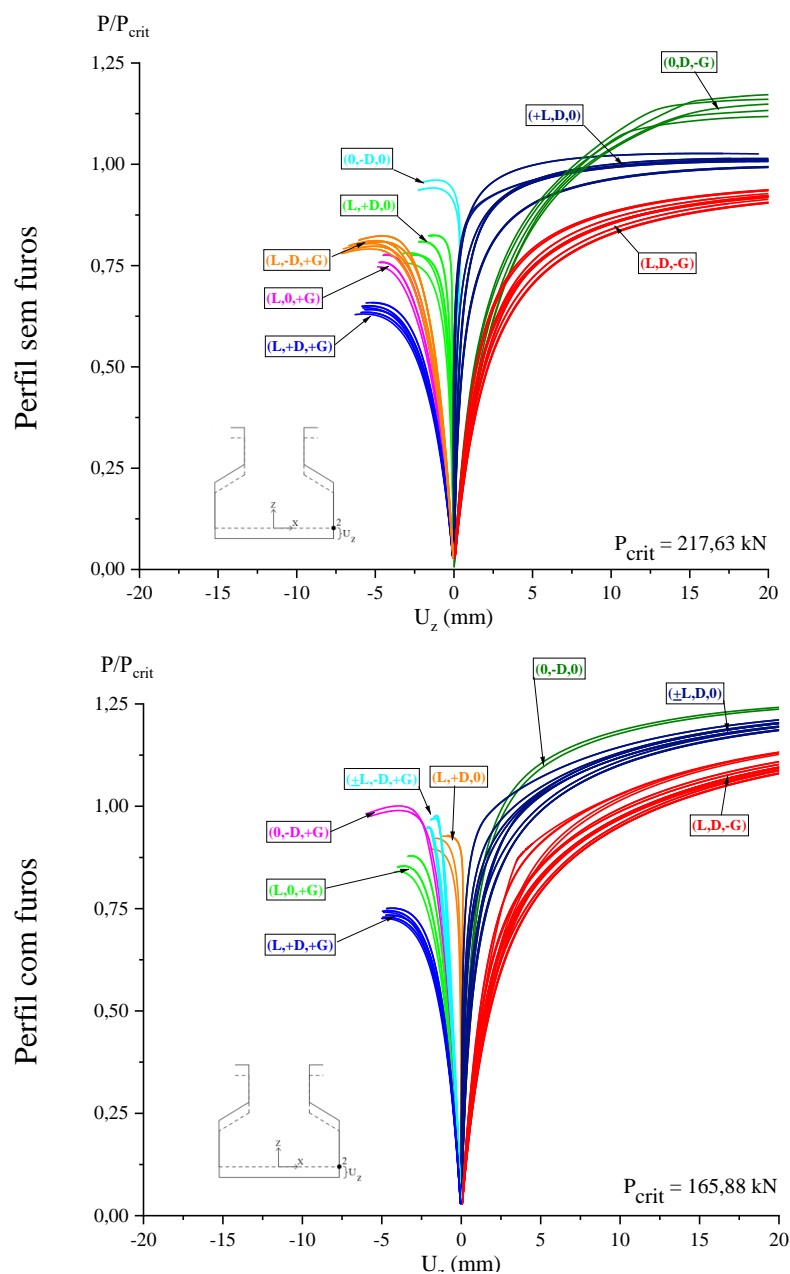 P/P_crit
1,25
(0,D,-G)
(+L,D,0)
1,00
(0,-D,0)
(L,+D,0)
(L,-D,+G)
0,75
(L,D,-G)
(L,0,+G)
(L,+D,+G)
0,50
Perfil sem furos
0,25
z
x
2
U_z
P_crit = 217,63 kN
0,00
-20 -15 -10 -5 0 5 10 15 20
U_z (mm)
P/P_crit
(0,-D,0)
1,25
(±L,D,0)
(±L,-D,+G)
(L,+D,0)
1,00
(0,-D,+G)
(L,D,-G)
(L,0,+G)
0,75
(L,+D,+G)
Perfil com furos
0,50
0,25
z
x
2
U_z
P_crit = 165,88 kN
0,00
-20 -15 -10 -5 0 5 10 15 20
U_z (mm)